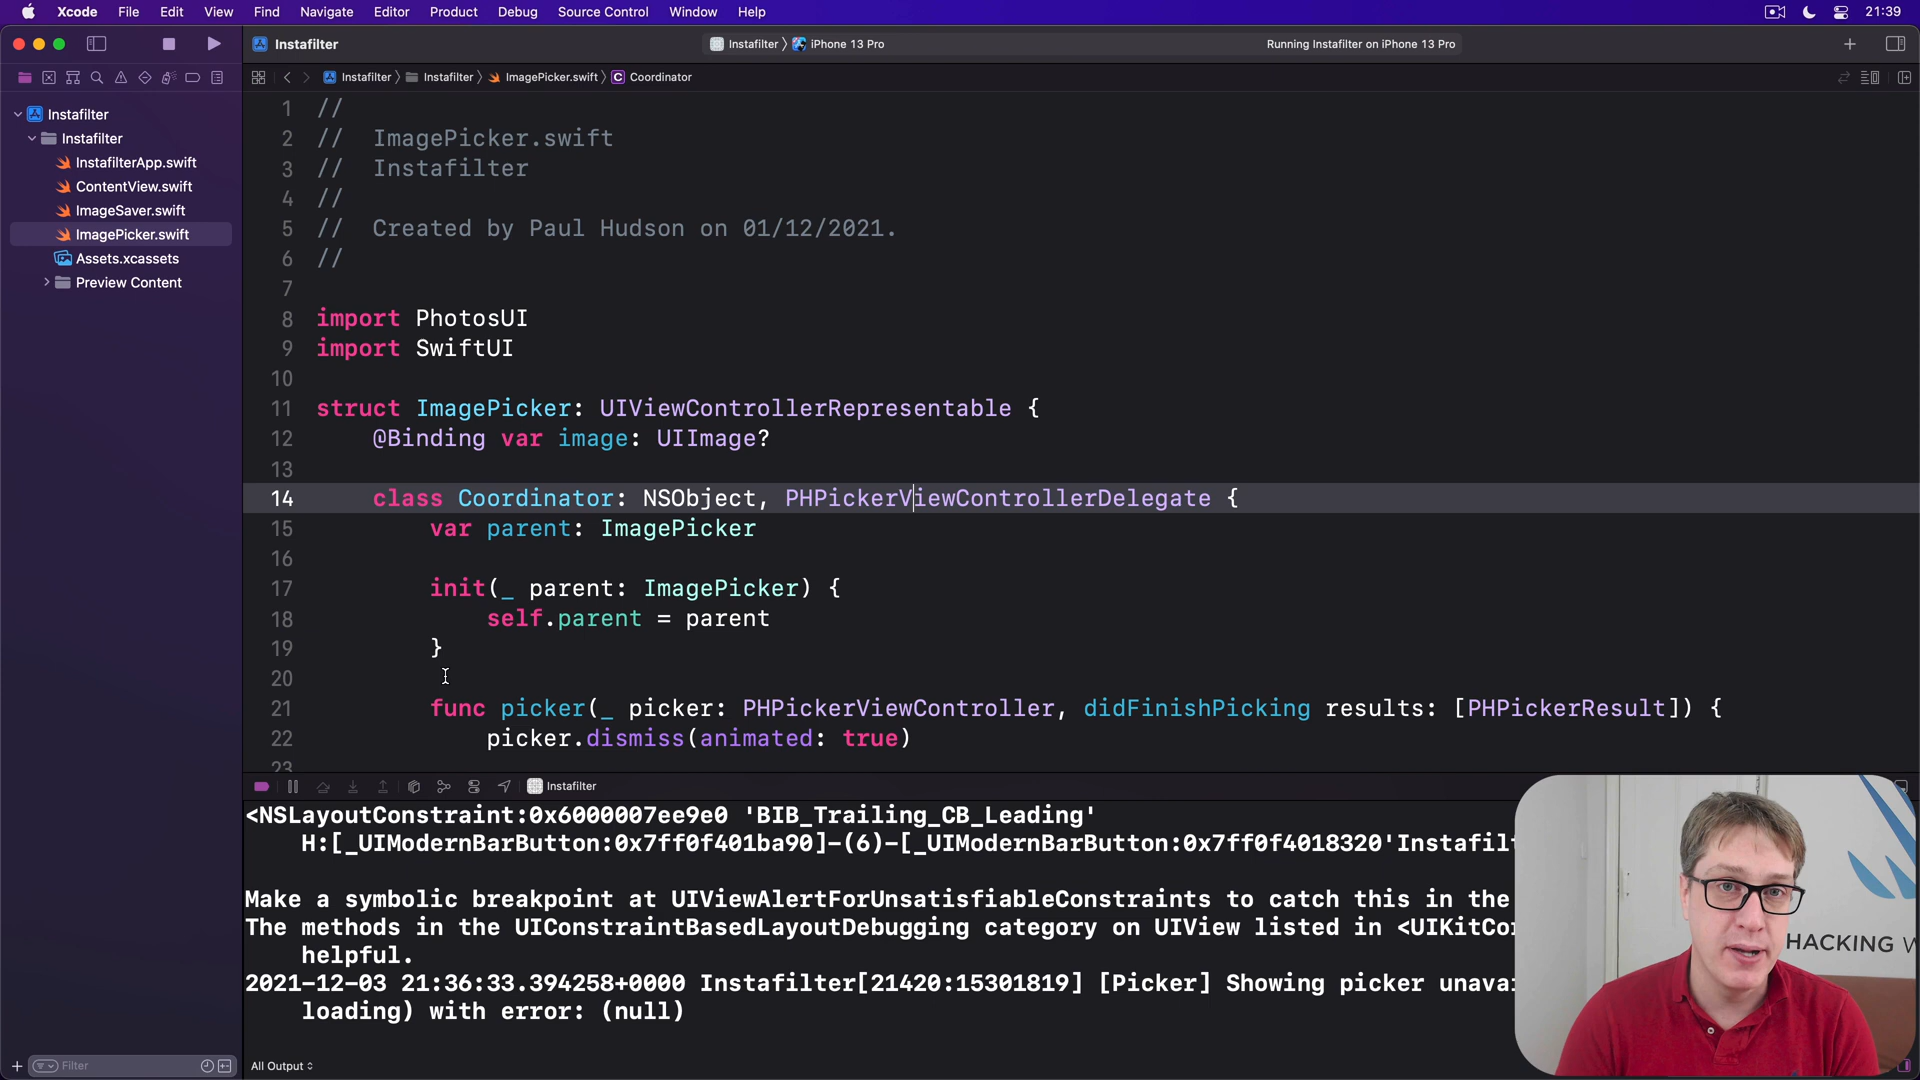 Xcode File Edit View Find Navigate Editor Product Debug Source Control Window Help 21:39
Instafilter
Instafilter iPhone 13 Pro
Running Instafilter on iPhone 13 Pro
Instafilter Instafilter ImagePicker.swift C Coordinator
Instafilter
Instafilter
InstafilterApp.swift
ContentView.swift
ImageSaver.swift
ImagePicker.swift
Assets.xcassets
Preview Content
Filter
1 //
2 // ImagePicker.swift
3 // Instafilter
4 //
5 // Created by Paul Hudson on 01/12/2021.
6 //
7
8 import PhotosUI
9 import SwiftUI
10
11 struct ImagePicker: UIViewControllerRepresentable {
12 @Binding var image: UIImage?
13
14 class Coordinator: NSObject, PHPickerViewControllerDelegate {
15 var parent: ImagePicker
16
17 init(_ parent: ImagePicker) {
18 self.parent = parent
19 }
20
21 func picker(_ picker: PHPickerViewController, didFinishPicking results: [PHPickerResult]) {
22 picker.dismiss(animated: true)
23
Instafilter
<NSLayoutConstraint:0x6000007ee9e0 'BIB_Trailing_CB_Leading'
H:[_UIModernBarButton:0x7ff0f401ba90]-(6)-[_UIModernBarButton:0x7ff0f4018320'Instafilt
Make a symbolic breakpoint at UIViewAlertForUnsatisfiableConstraints to catch this in the
The methods in the UIConstraintBasedLayoutDebugging category on UIView listed in <UIKitCor
helpful.
2021-12-03 21:36:33.394258+0000 Instafilter[21420:15301819] [Picker] Showing picker unavai
loading) with error: (null)
All Output
HACKING W